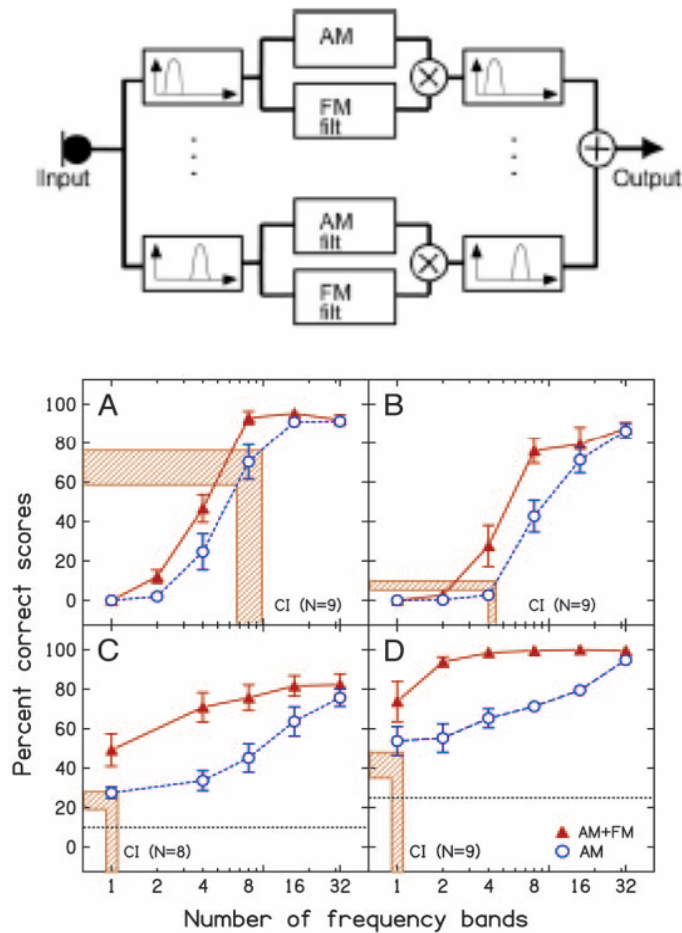 AM
FM
filt
Input
Output
AM
filt
FM
filt
Percent correct scores
A
100
80
60
40
20
0
CI (N=9)
B
CI (N=9)
C
100
80
60
40
20
0
CI (N=8)
1 2 4 8 16 32
D
AM+FM
AM
CI (N=9)
1 2 4 8 16 32
Number of frequency bands